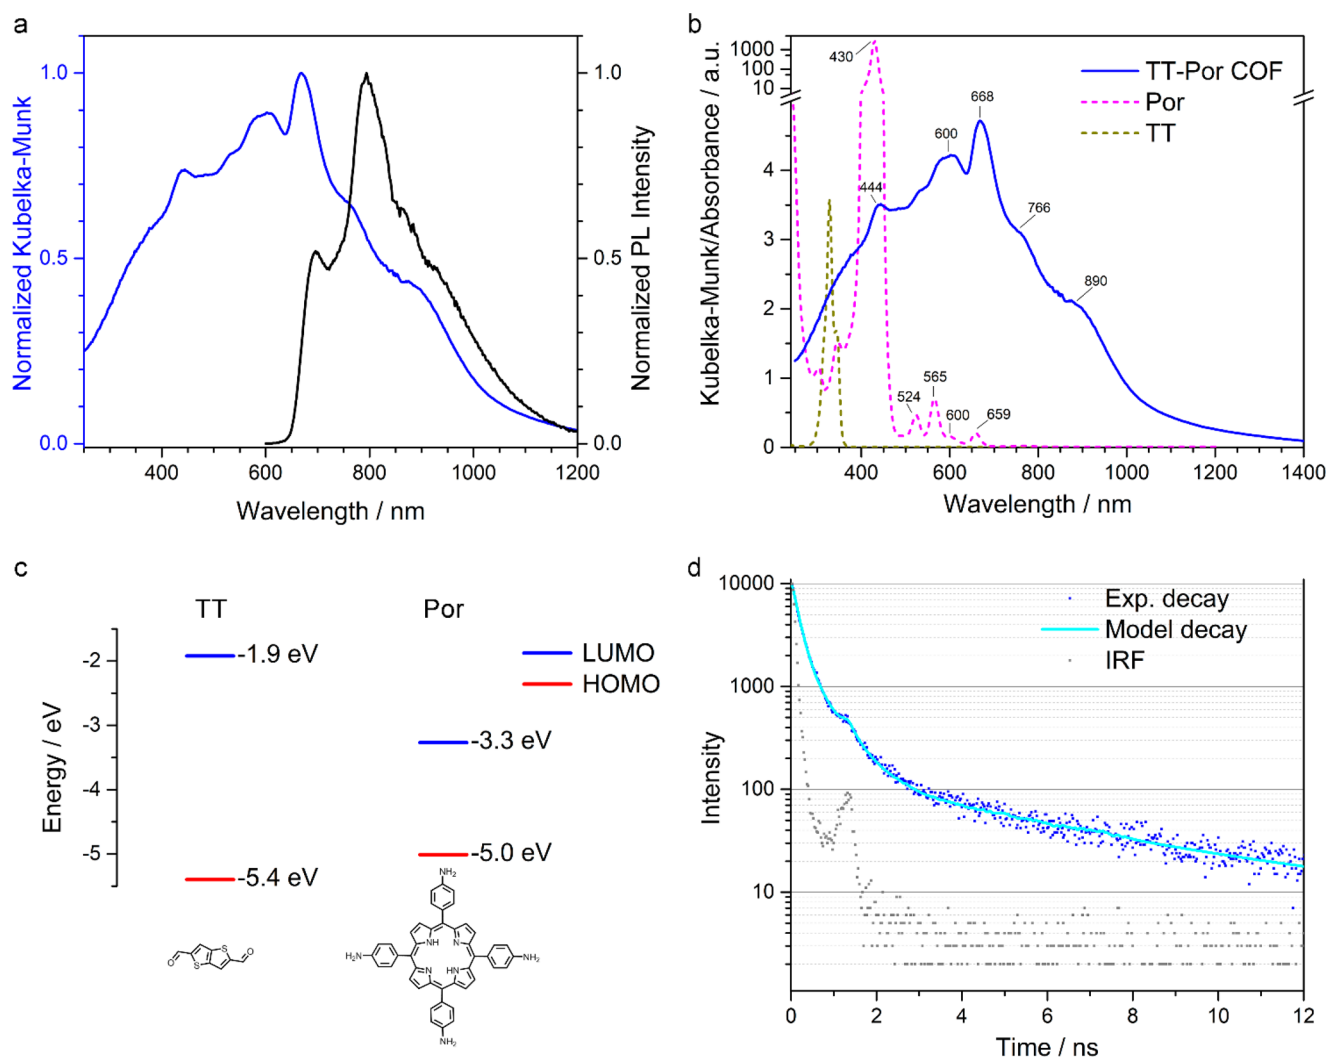 a
Normalized Kubelka-Munk
1.0
0.5
0.0
Normalized PL Intensity
1.0
0.5
0.0
400 600 800 1000 1200
Wavelength / nm
b
Kubelka-Munk/Absorbance / a.u.
1000
100
10
4
3
2
1
0
TT-Por COF
Por
TT
430
444
600
668
766
890
524
565
600
659
400 600 800 1000 1200 1400
Wavelength / nm
c
TT Por
Energy / eV
-2
-3
-4
-5
-1.9 eV
-3.3 eV
-5.0 eV
-5.4 eV
LUMO
HOMO
S
S
O
O
NH₂
H₂N
NH₂
NH₂
NH
N
N
HN
d
Intensity
10000
1000
100
10
Exp. decay
Model decay
IRF
0 2 4 6 8 10 12
Time / ns